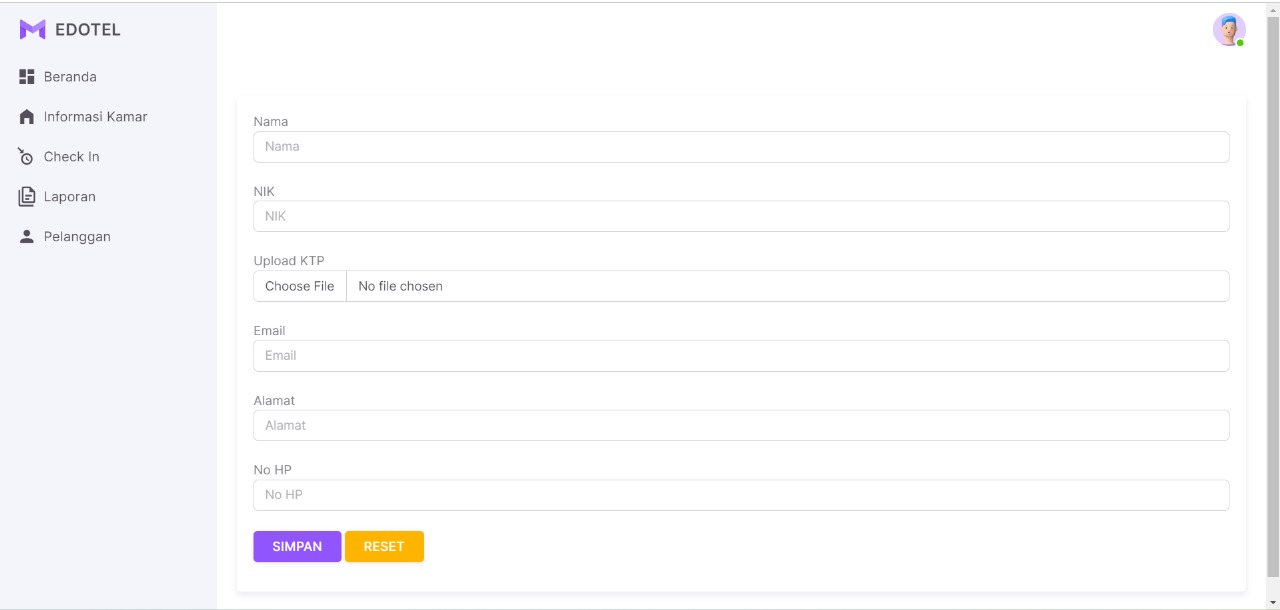 EDOTEL
Beranda
Informasi Kamar
Check In
Laporan
Pelanggan
Nama
Nama
NIK
NIK
Upload KTP
Choose File No file chosen
Email
Email
Alamat
Alamat
No HP
No HP
SIMPAN RESET